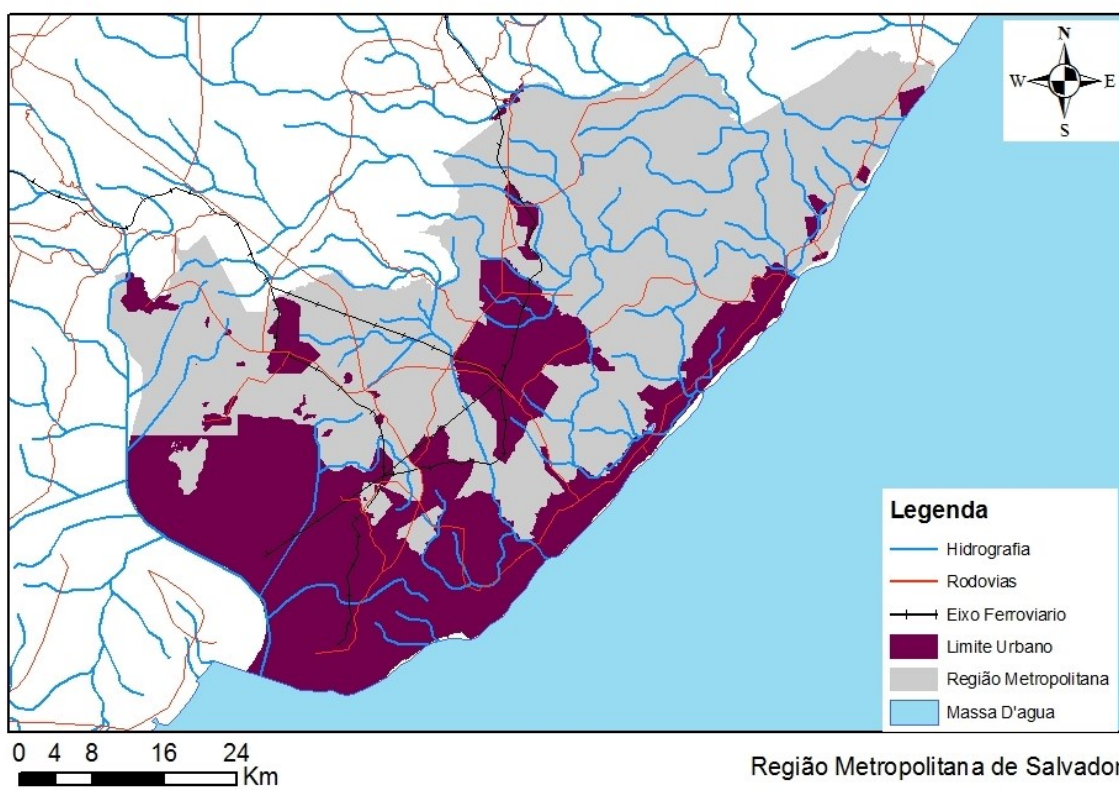 N
W E
S
Legenda
Hidrografia
Rodovias
Eixo Ferroviario
Limite Urbano
Região Metropolitana
Massa D'agua
0 4 8 16 24
Km
Região Metropolitana de Salvador